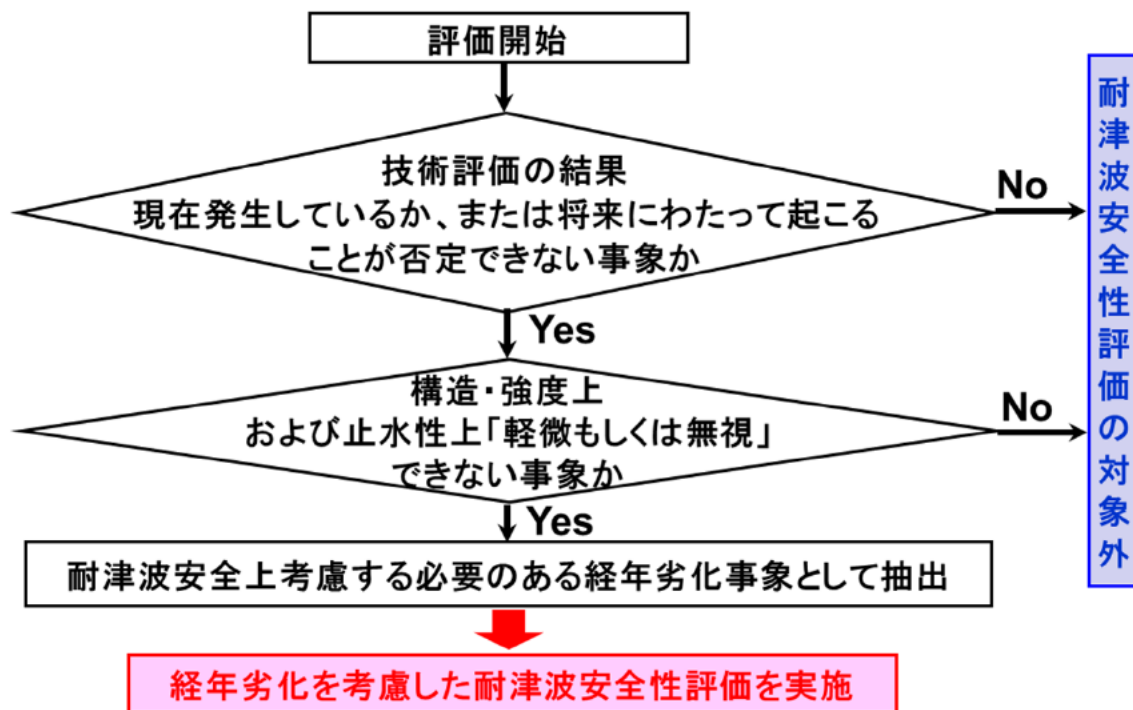 評価開始
技術評価の結果
現在発生しているか、または将来にわたって起こる
ことが否定できない事象か
No
Yes
構造・強度上
および止水性上「軽微もしくは無視」
できない事象か
No
Yes
耐津波安全上考慮する必要のある経年劣化事象として抽出
経年劣化を考慮した耐津波安全性評価を実施
耐津波安全性評価の対象外